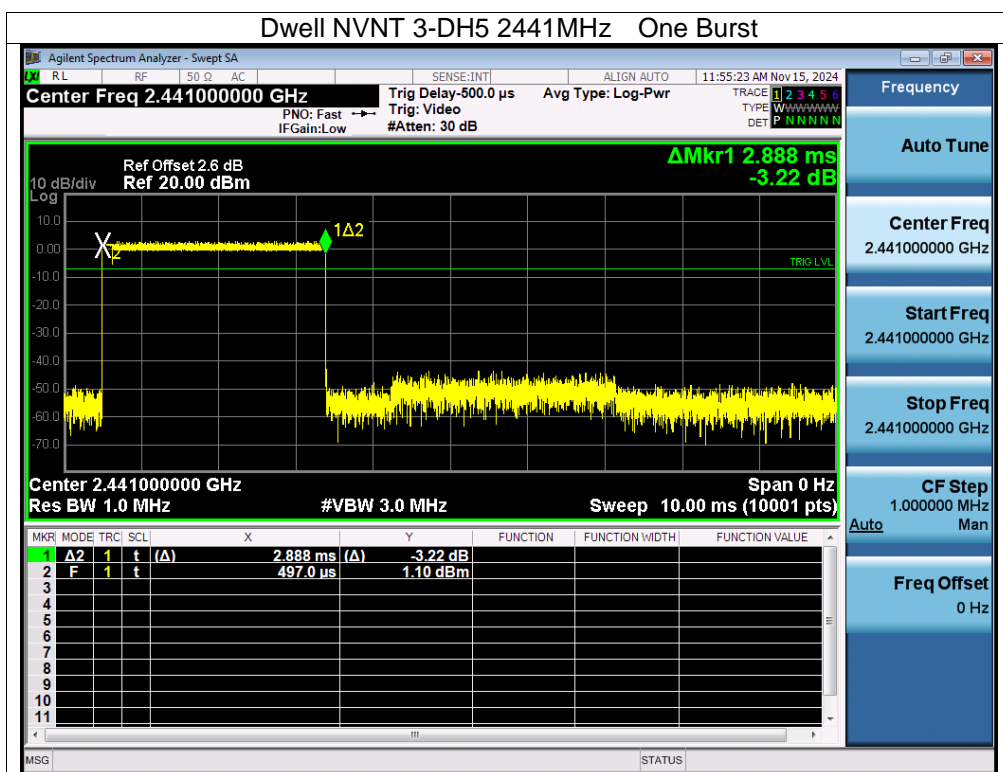 Dwell NVNT 3-DH5 2441MHz One Burst
Agilent Spectrum Analyzer - Swept SA
LXI RL RF 50 Ω AC SENSE:INT ALIGN AUTO 11:55:23 AM Nov 15, 2024
Center Freq 2.441000000 GHz Trig Delay-500.0 µs Avg Type: Log-Pwr TRACE 1 2 3 4 5 6
PNO: Fast Trig: Video TYPE WWWWWW
IFGain:Low #Atten: 30 dB DET P N N N N N
Frequency
ΔMkr1 2.888 ms
-3.22 dB
Ref Offset 2.6 dB
10 dB/div Ref 20.00 dBm
Log
10.0
0.00
-10.0
-20.0
-30.0
-40.0
-50.0
-60.0
-70.0
1Δ2
2
TRIG LVL
Center 2.441000000 GHz Span 0 Hz
Res BW 1.0 MHz #VBW 3.0 MHz Sweep 10.00 ms (10001 pts)
MKR MODE TRC SCL X Y FUNCTION FUNCTION WIDTH FUNCTION VALUE
1 Δ2 1 t (Δ) 2.888 ms (Δ) -3.22 dB
2 F 1 t 497.0 µs 1.10 dBm
3
4
5
6
7
8
9
10
11
Auto Tune
Center Freq
2.441000000 GHz
Start Freq
2.441000000 GHz
Stop Freq
2.441000000 GHz
CF Step
1.000000 MHz
Auto Man
Freq Offset
0 Hz
MSG STATUS